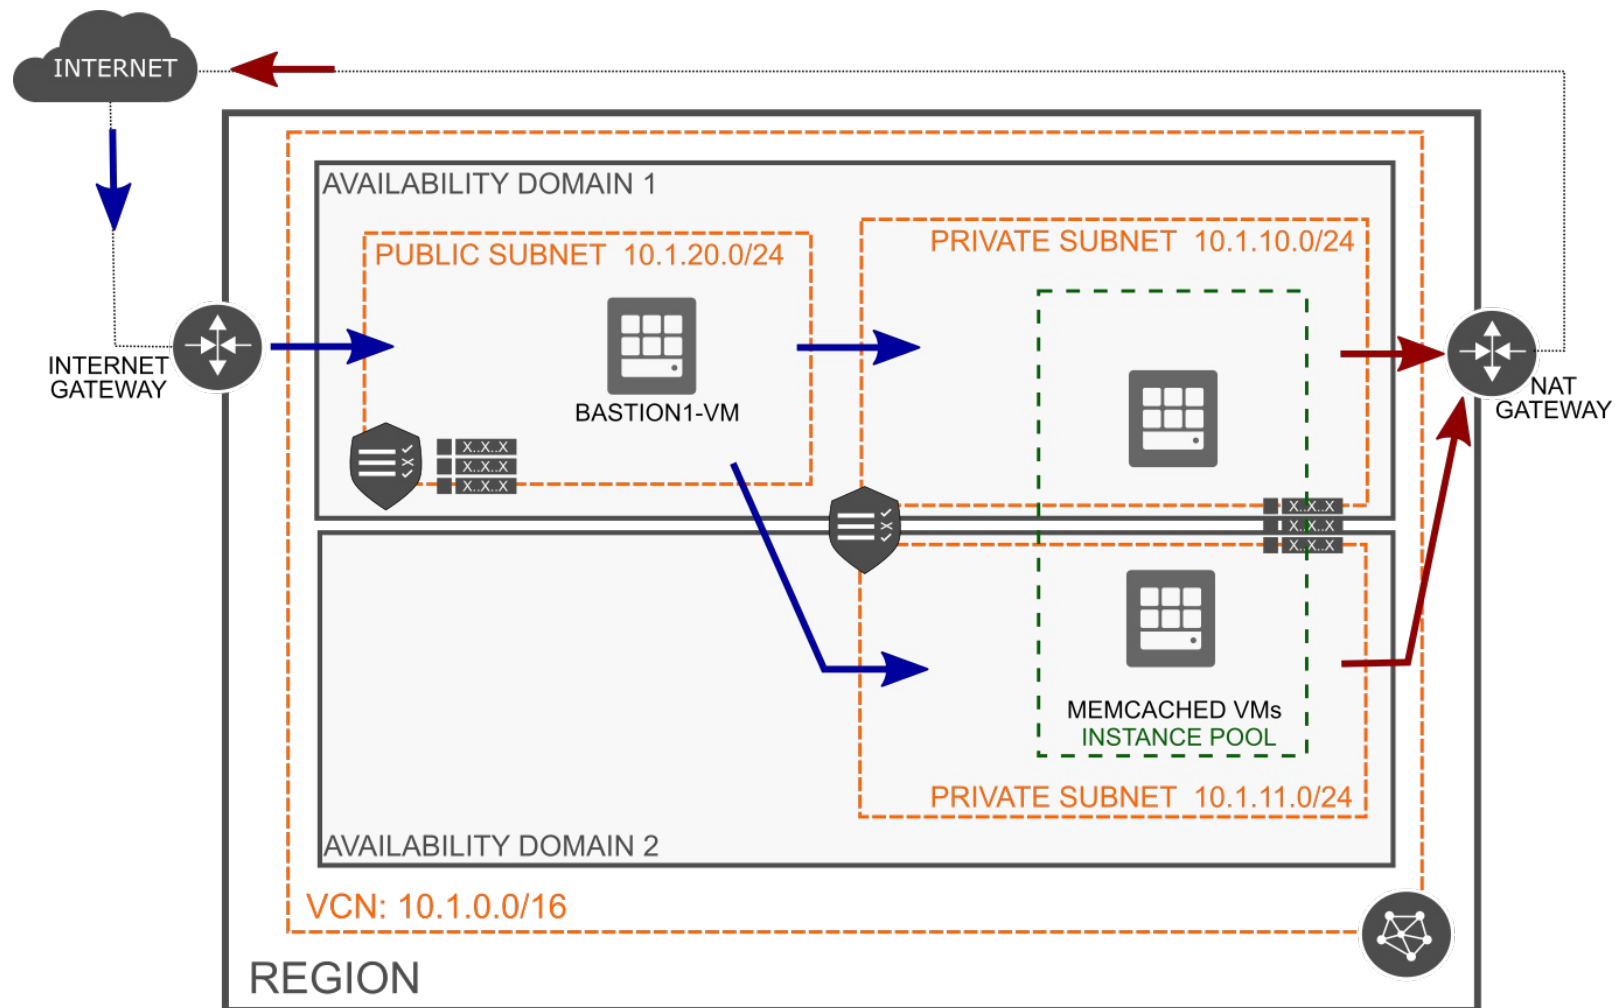 INTERNET
AVAILABILITY DOMAIN 1
PUBLIC SUBNET 10.1.20.0/24
PRIVATE SUBNET 10.1.10.0/24
INTERNET
GATEWAY
BASTION1-VM
NAT
GATEWAY
X..X..X
X..X..X
X..X..X
X..X..X
X..X..X
X..X..X
MEMCACHED VMs
INSTANCE POOL
PRIVATE SUBNET 10.1.11.0/24
AVAILABILITY DOMAIN 2
VCN: 10.1.0.0/16
REGION